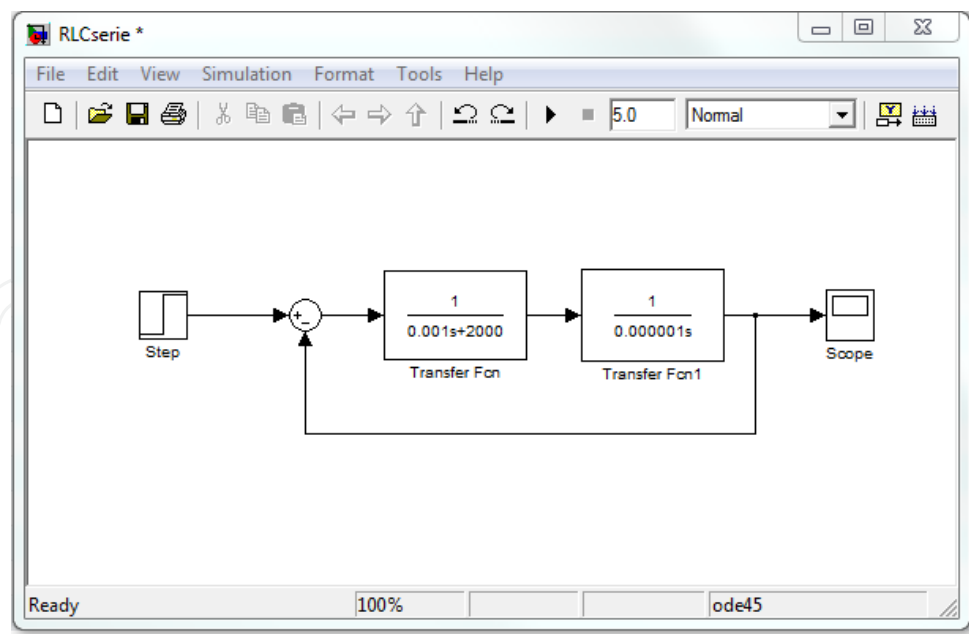 RLCserie *
File Edit View Simulation Format Tools Help
5.0 Normal
Step
+
-
1
0.001s+2000
Transfer Fcn
1
0.000001s
Transfer Fcn1
Scope
Ready 100% ode45